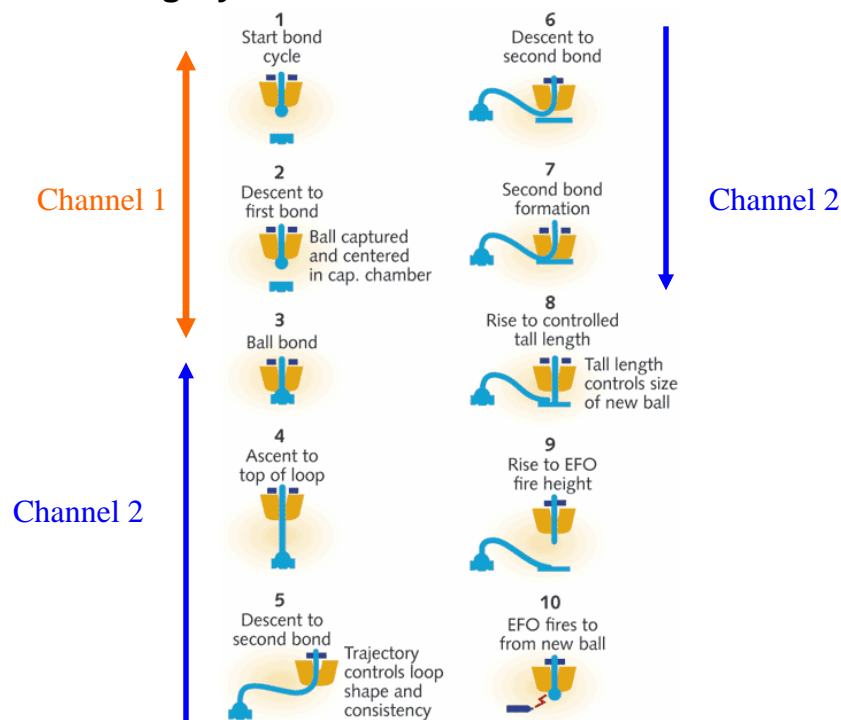 Channel 1
Channel 2
1
Start bond
cycle
2
Descent to
first bond
Ball captured
and centered
in cap. chamber
3
Ball bond
4
Ascent to
top of loop
5
Descent to
second bond
Trajectory
controls loop
shape and
consistency
6
Descent to
second bond
7
Second bond
formation
8
Rise to controlled
tall length
Tall length
controls size
of new ball
9
Rise to EFO
fire height
10
EFO fires to
from new ball
Channel 2